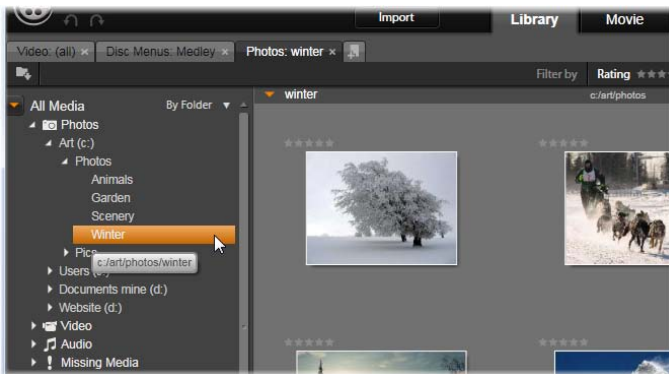 Import
Library Movie
Video: (all) × Disc Menus: Medley × Photos: winter ×
Filter by Rating
All Media By Folder
winter c:/art/photos
Photos
Art (c:)
Photos
Animals
Garden
Scenery
Winter
Pics
c:/art/photos/winter
Users
Documents mine (d:)
Website (d:)
Video
Audio
Missing Media